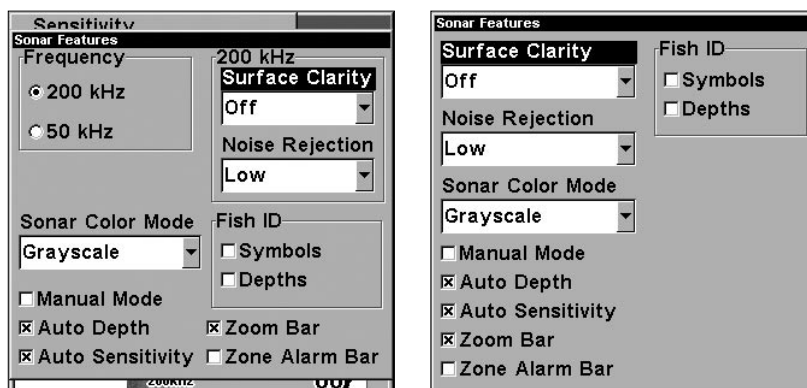 Sensitivity
Sonar Features
Frequency
200 kHz
50 kHz
200 kHz
Surface Clarity
Off
Noise Rejection
Low
Sonar Color Mode
Grayscale
Fish ID
Symbols
Depths
Manual Mode
Auto Depth
Auto Sensitivity
Zoom Bar
Zone Alarm Bar
200kHz
Sonar Features
Surface Clarity
Off
Noise Rejection
Low
Sonar Color Mode
Grayscale
Manual Mode
Auto Depth
Auto Sensitivity
Zoom Bar
Zone Alarm Bar
Fish ID
Symbols
Depths